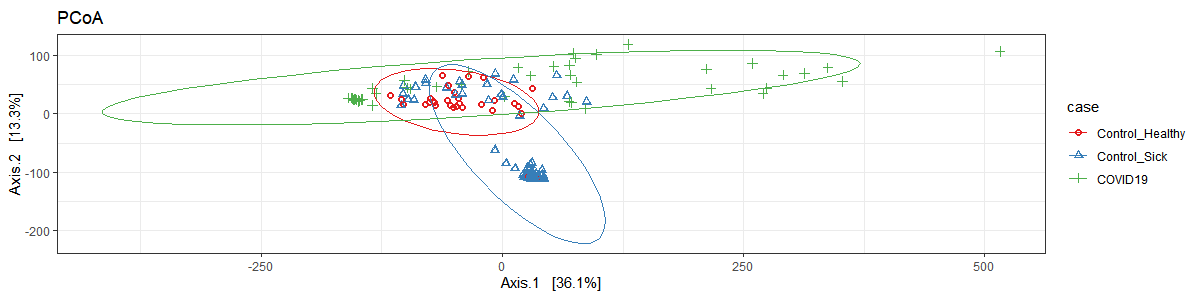 PCoA
100
0
-100
-200
Axis.2 [13.3%]
-250
0
250
500
Axis.1 [36.1%]
case
Control_Healthy
Control_Sick
COVID19